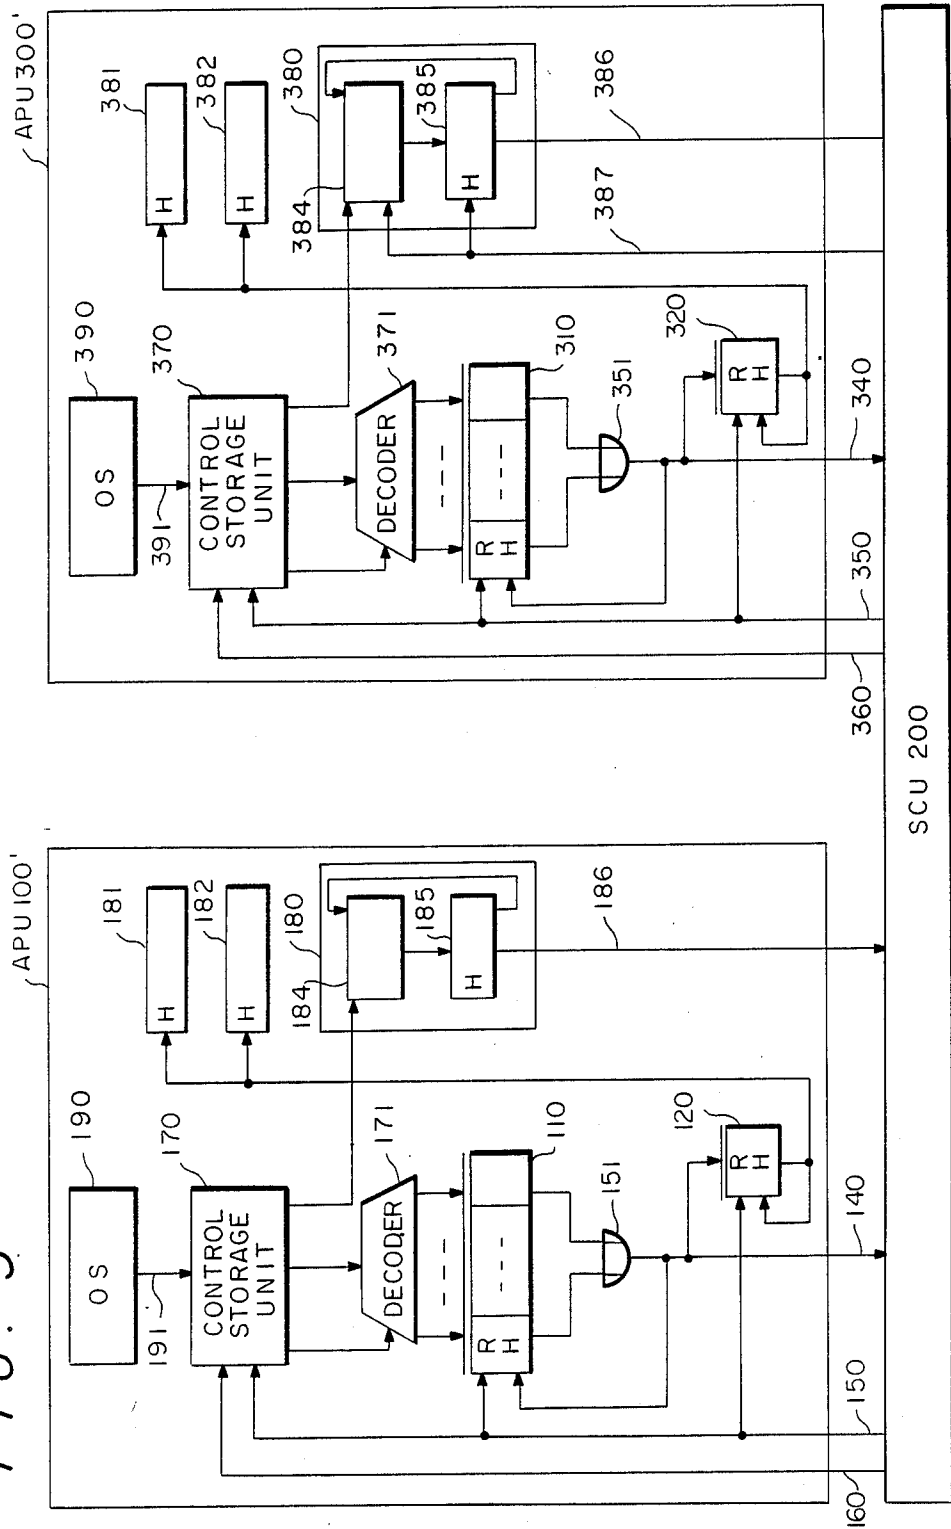 FIG.
APU 100'
190
OS
191
170
CONTROL
STORAGE
UNIT
181
H
182
H
180
184
185
H
186
171
DECODER
110
R
H
151
120
R
H
140
150
160
APU 300'
390
OS
391
370
CONTROL
STORAGE
UNIT
381
H
382
H
380
384
385
H
386
387
371
DECODER
310
R
H
351
320
R
H
340
350
360
SCU 200